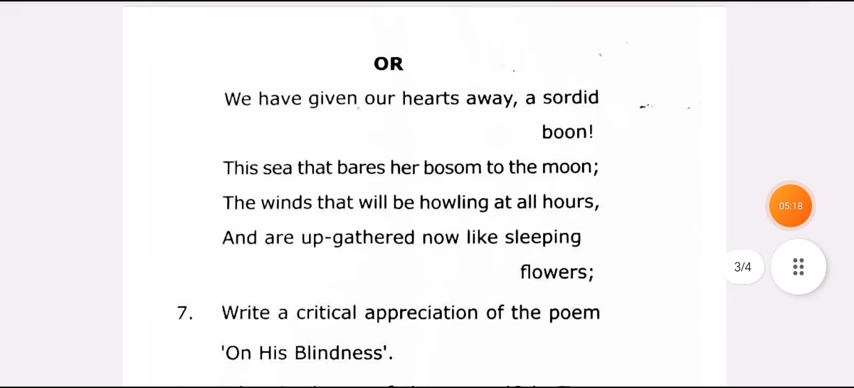 OR
We have given our hearts away, a sordid
boon!
This sea that bares her bosom to the moon;
The winds that will be howling at all hours,
And are up-gathered now like sleeping
flowers;
05:18
3/4
7. Write a critical appreciation of the poem
'On His Blindness'.